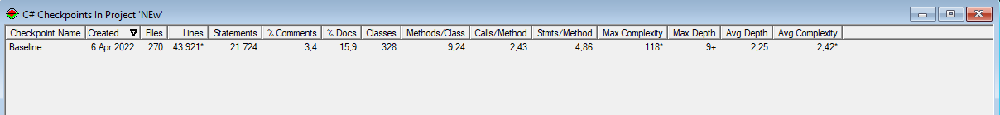 C# Checkpoints In Project 'NEw'
Checkpoint Name Created ... Files Lines Statements % Comments % Docs Classes Methods/Class Calls/Method Stmts/Method Max Complexity Max Depth Avg Depth Avg Complexity
Baseline 6 Apr 2022 270 43 921* 21 724 3,4 15,9 328 9,24 2,43 4,86 118* 9+ 2,25 2,42*